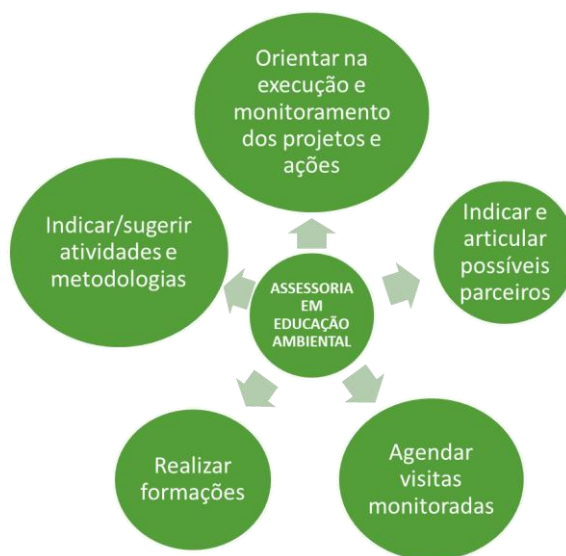 Orientar na
execução e
monitoramento
dos projetos e
ações
Indicar/sugerir
atividades e
metodologias
Indicar e
articular
possíveis
parceiros
ASSESSORIA
EM
EDUCAÇÃO
AMBIENTAL
Realizar
formações
Agendar
visitas
monitoradas